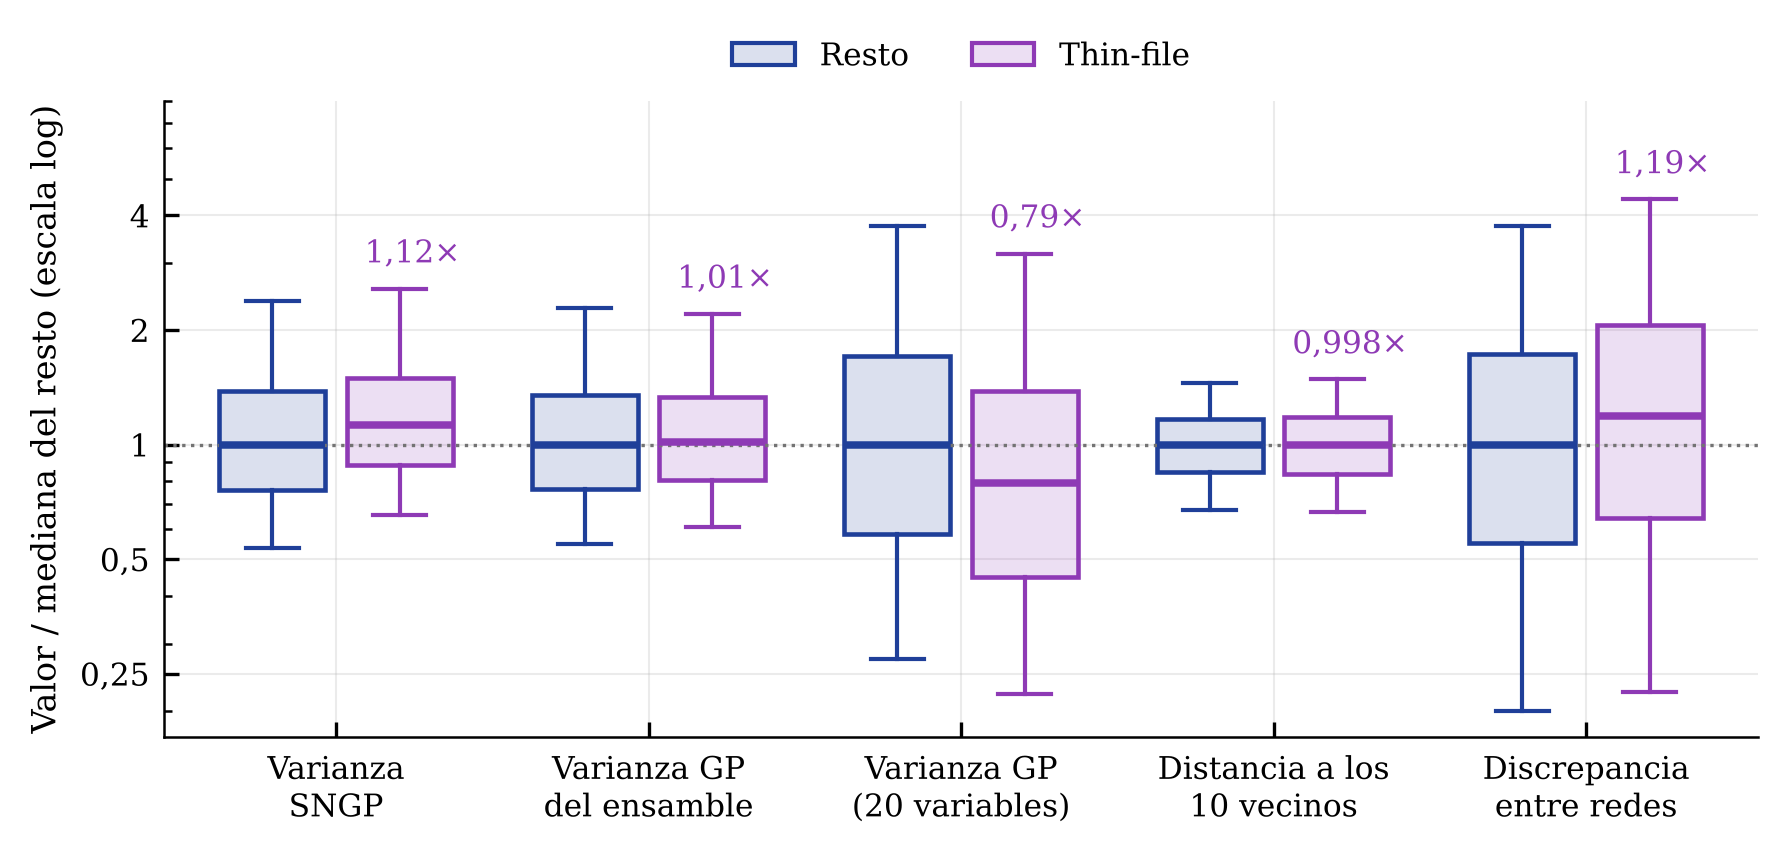 Resto
Thin-file
Valor / mediana del resto (escala log)
4
2
1
0,5
0,25
1,12×
1,01×
0,79×
0,998×
1,19×
Varianza
SNGP
Varianza GP
del ensamble
Varianza GP
(20 variables)
Distancia a los
10 vecinos
Discrepancia
entre redes